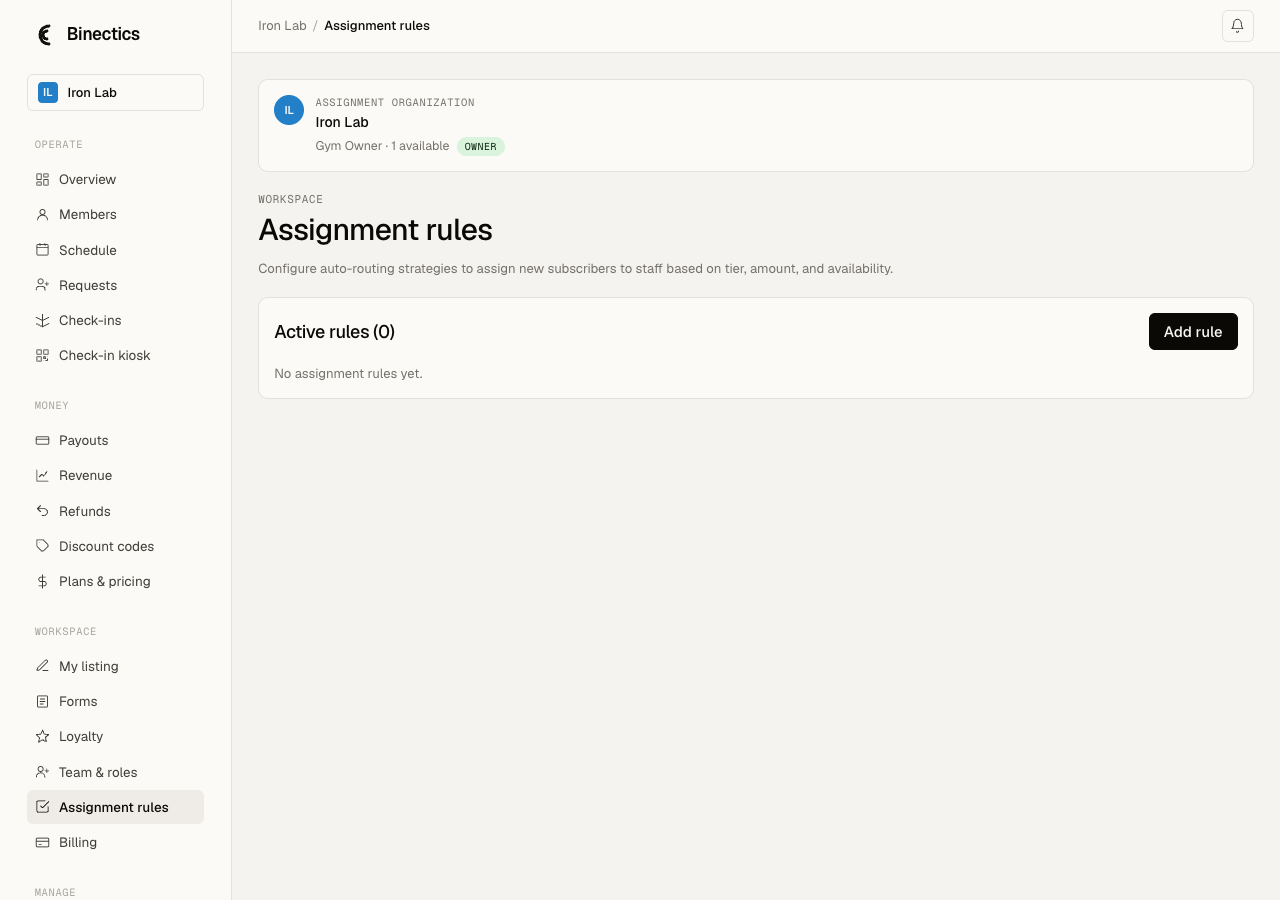 Binectics
IL Iron Lab
OPERATE
Overview
Members
Schedule
Requests
Check-ins
Check-in kiosk
MONEY
Payouts
Revenue
Refunds
Discount codes
Plans & pricing
WORKSPACE
My listing
Forms
Loyalty
Team & roles
Assignment rules
Billing
MANAGE
Iron Lab / Assignment rules
IL
ASSIGNMENT ORGANIZATION
Iron Lab
Gym Owner · 1 available OWNER
WORKSPACE
Assignment rules
Configure auto-routing strategies to assign new subscribers to staff based on tier, amount, and availability.
Active rules (0)
Add rule
No assignment rules yet.